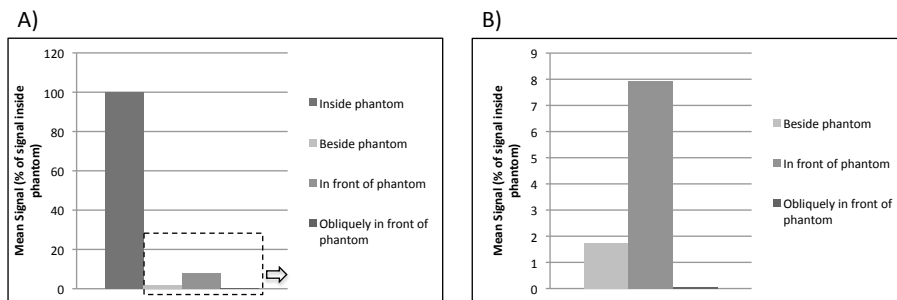 A)
Mean Signal (% of signal inside
phantom)
120
100
80
60
40
20
0
Inside phantom
Beside phantom
In front of phantom
Obliquely in front of
phantom
B)
Mean Signal (% of signal inside
phantom)
9
8
7
6
5
4
3
2
1
0
Beside phantom
In front of phantom
Obliquely in front of
phantom